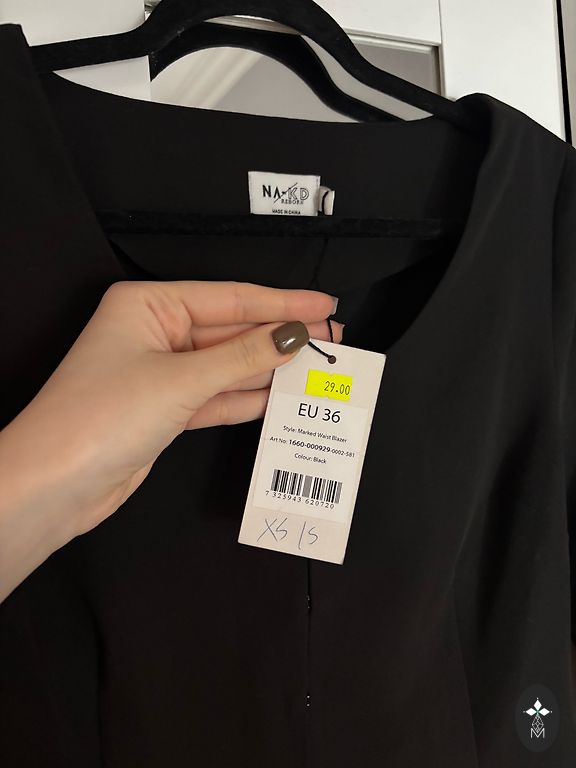 NA-KD
REBORN
MADE IN CHINA
29.00
EU 36
Style: Marked Waist Blazer
Art No: 1660-000929-0002-581
Colour: Black
7 325943 620720
XS/S
M